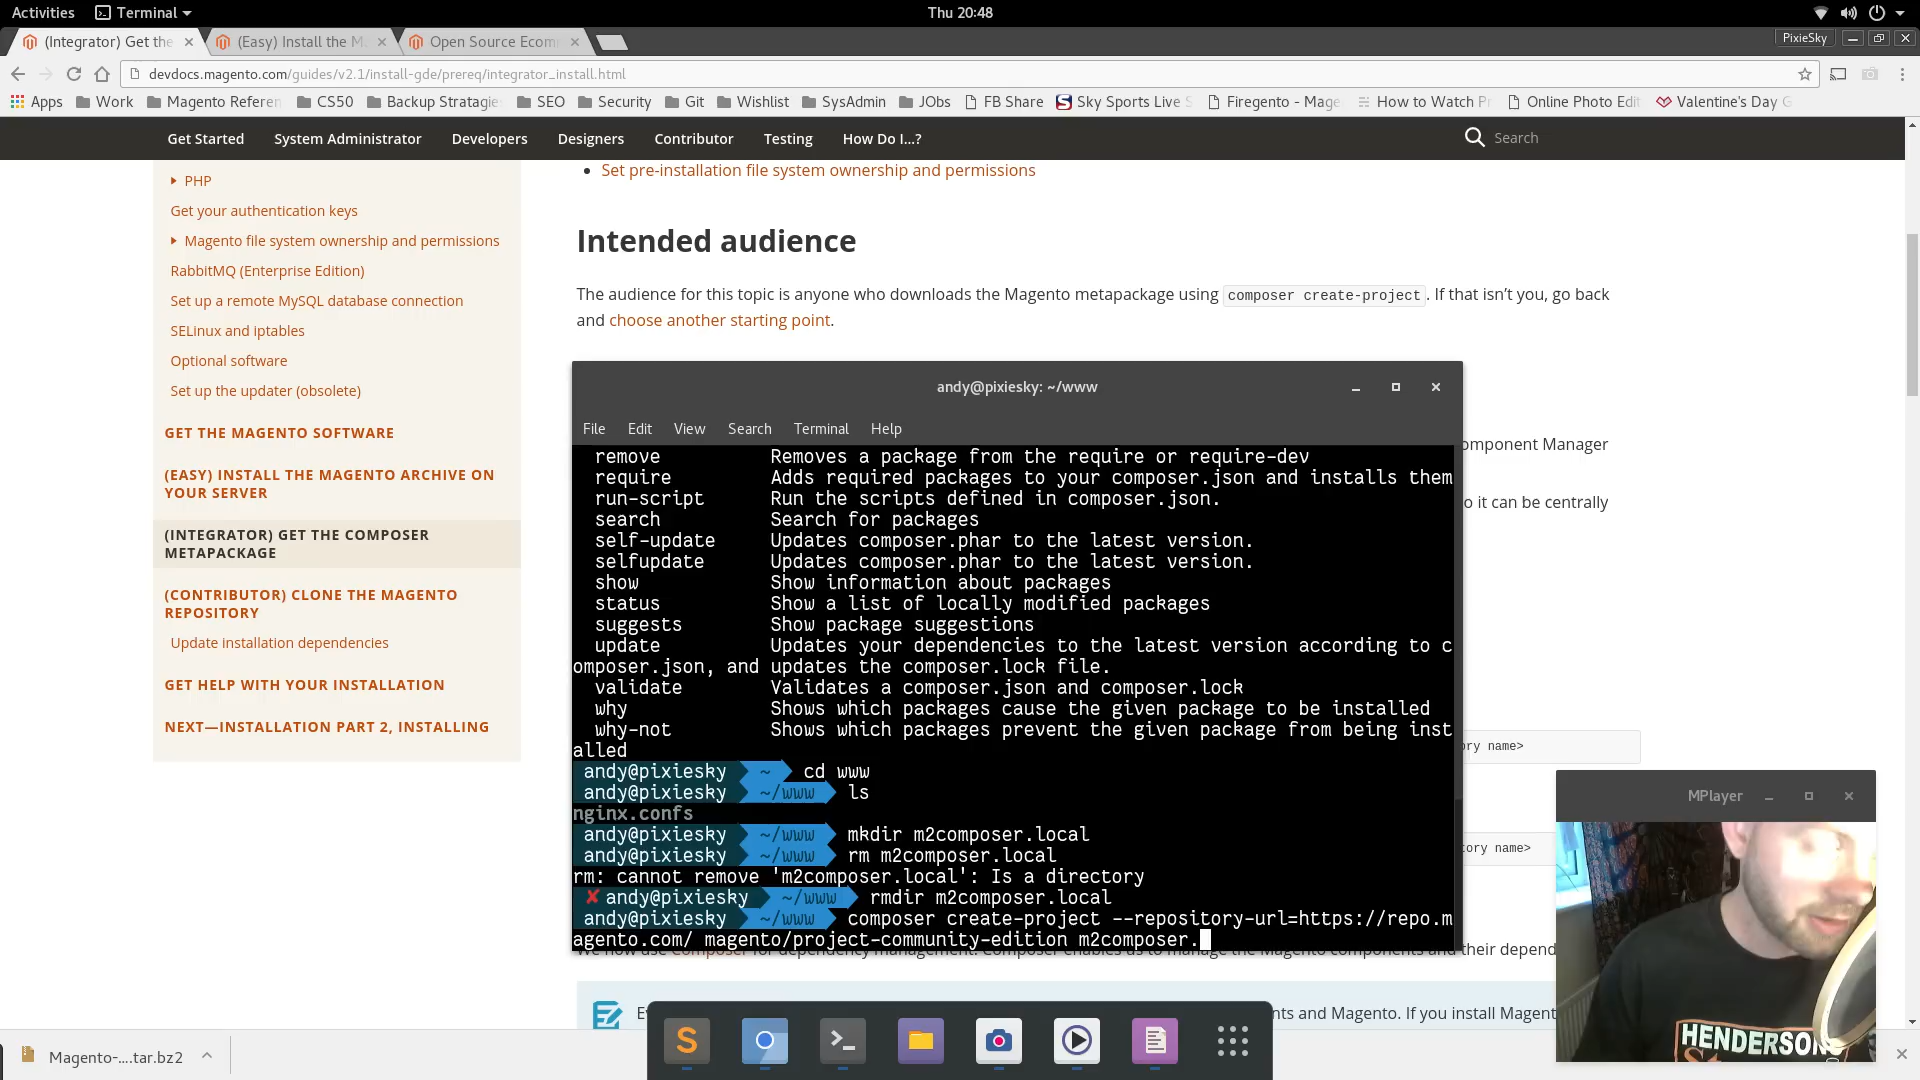 Activities Terminal Thu 20:48
(Integrator) Get the (Easy) Install the M Open Source Ecom PixieSky
devdocs.magento.com/guides/v2.1/install-gde/prereq/integrator_install.html
Apps Work Magento Referen CS50 Backup Stratagie SEO Security Git Wishlist SysAdmin JObs FB Share Sky Sports Live S Firegento - Mage How to Watch Pr Online Photo Edit Valentine's Day G
Get Started System Administrator Developers Designers Contributor Testing How Do I...? Search
PHP
Get your authentication keys
Magento file system ownership and permissions
RabbitMQ (Enterprise Edition)
Set up a remote MySQL database connection
SELinux and iptables
Optional software
Set up the updater (obsolete)
GET THE MAGENTO SOFTWARE
(EASY) INSTALL THE MAGENTO ARCHIVE ON
YOUR SERVER
(INTEGRATOR) GET THE COMPOSER
METAPACKAGE
(CONTRIBUTOR) CLONE THE MAGENTO
REPOSITORY
Update installation dependencies
GET HELP WITH YOUR INSTALLATION
NEXT—INSTALLATION PART 2, INSTALLING
Set pre-installation file system ownership and permissions
Intended audience
The audience for this topic is anyone who downloads the Magento metapackage using composer create-project. If that isn't you, go back
and choose another starting point.
omponent Manager
o it can be centrally
ory name>
ory name>
andy@pixiesky: ~/www
File Edit View Search Terminal Help
remove Removes a package from the require or require-dev
require Adds required packages to your composer.json and installs them
run-script Run the scripts defined in composer.json.
search Search for packages
self-update Updates composer.phar to the latest version.
selfupdate Updates composer.phar to the latest version.
show Show information about packages
status Show a list of locally modified packages
suggests Show package suggestions
update Updates your dependencies to the latest version according to c
omposer.json, and updates the composer.lock file.
validate Validates a composer.json and composer.lock
why Shows which packages cause the given package to be installed
why-not Shows which packages prevent the given package from being inst
alled
andy@pixiesky ~ cd www
andy@pixiesky ~/www ls
nginx.confs
andy@pixiesky ~/www mkdir m2composer.local
andy@pixiesky ~/www rm m2composer.local
rm: cannot remove 'm2composer.local': Is a directory
✘ andy@pixiesky ~/www rmdir m2composer.local
andy@pixiesky ~/www composer create-project --repository-url=https://repo.m
agento.com/ magento/project-community-edition m2composer.
We now use Composer for dependency management. Composer enables us to manage the Magento components and their depend
nts and Magento. If you install Magent
MPlayer
HENDERSON
Magento-....tar.bz2